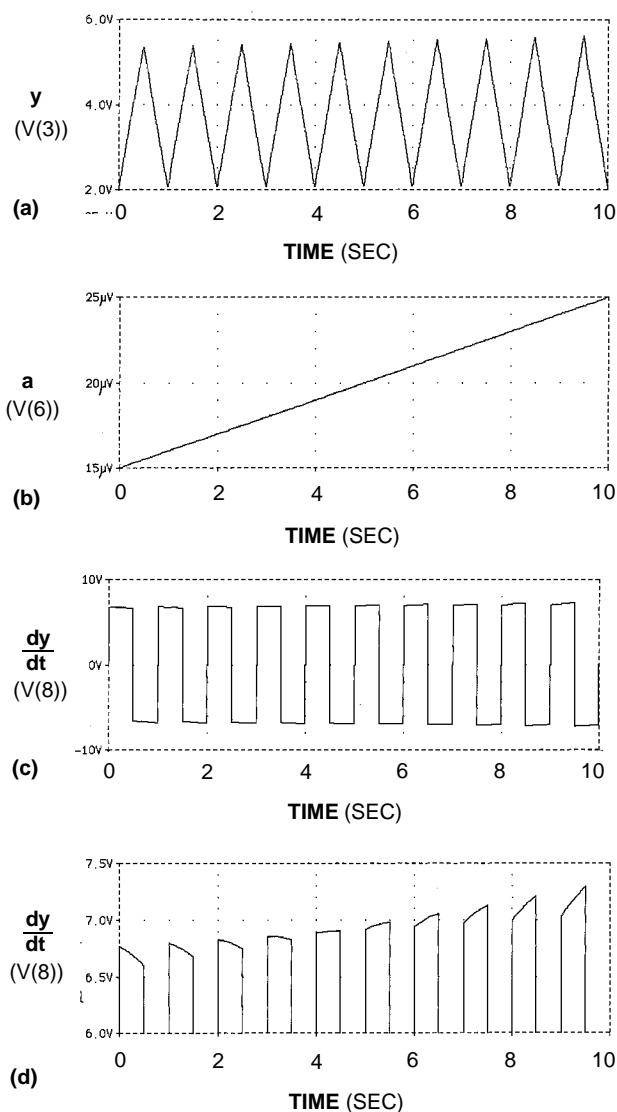 6.0V
y
4.0V
(V(3))
2.0V
(a)
0 2 4 6 8 10
TIME (SEC)
25µV
a
20µV
(V(6))
15µV
(b)
0 2 4 6 8 10
TIME (SEC)
10V
dy
dt
0V
(V(8))
-10V
(c)
0 2 4 6 8 10
TIME (SEC)
7.5V
dy
dt
7.0V
(V(8))
6.5V
6.0V
(d)
0 2 4 6 8 10
TIME (SEC)